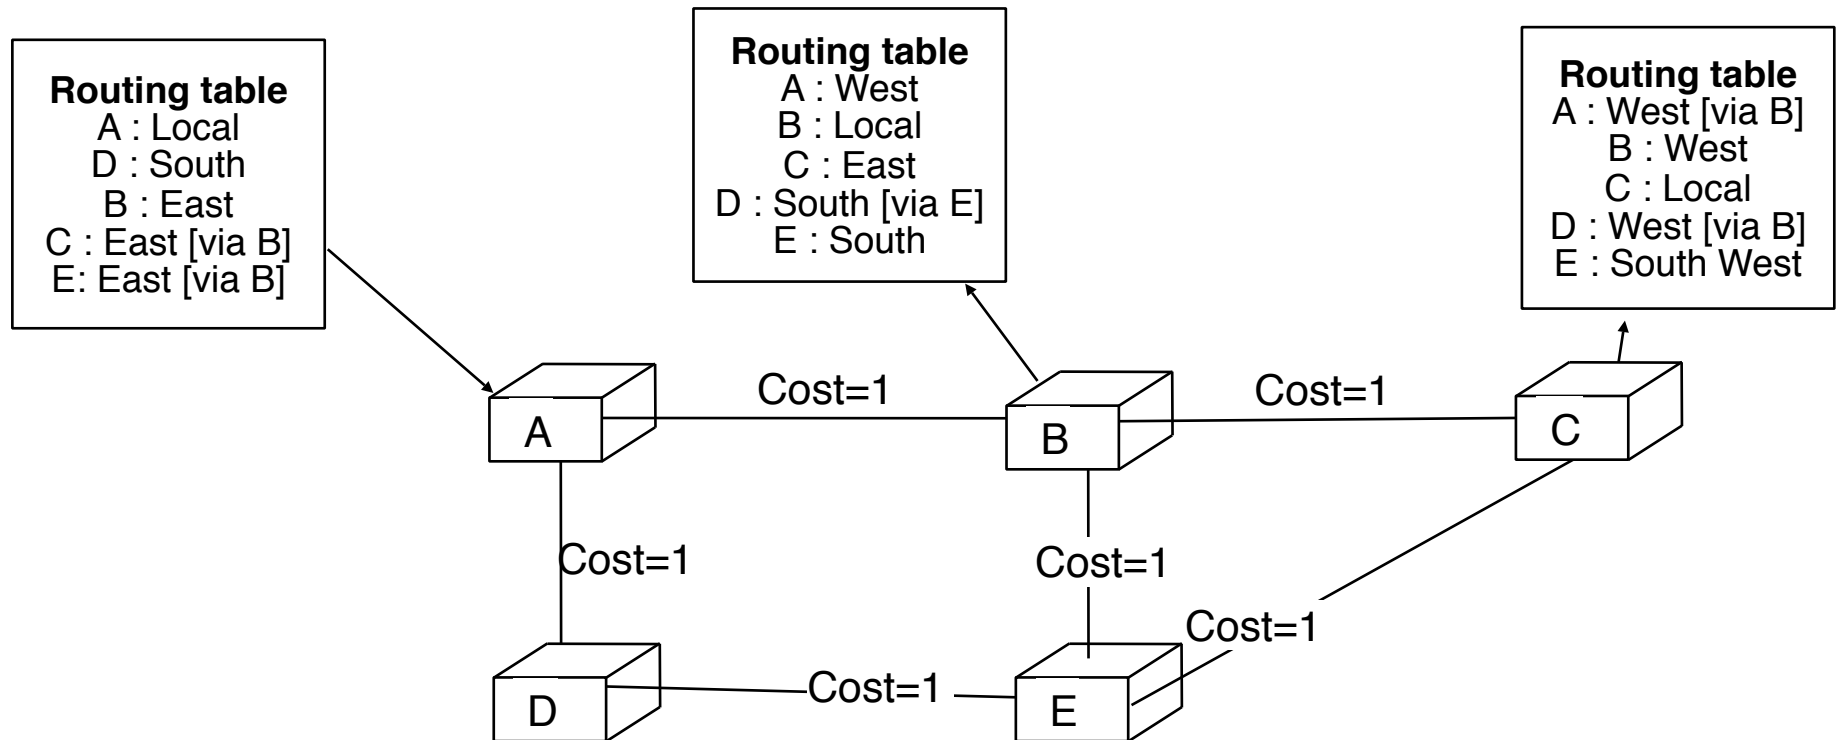 Routing table
A : Local
D : South
B : East
C : East [via B]
E: East [via B]
Routing table
A : West
B : Local
C : East
D : South [via E]
E : South
Routing table
A : West [via B]
B : West
C : Local
D : West [via B]
E : South West
Cost=1
Cost=1
A
B
C
Cost=1
Cost=1
Cost=1
Cost=1
D
E